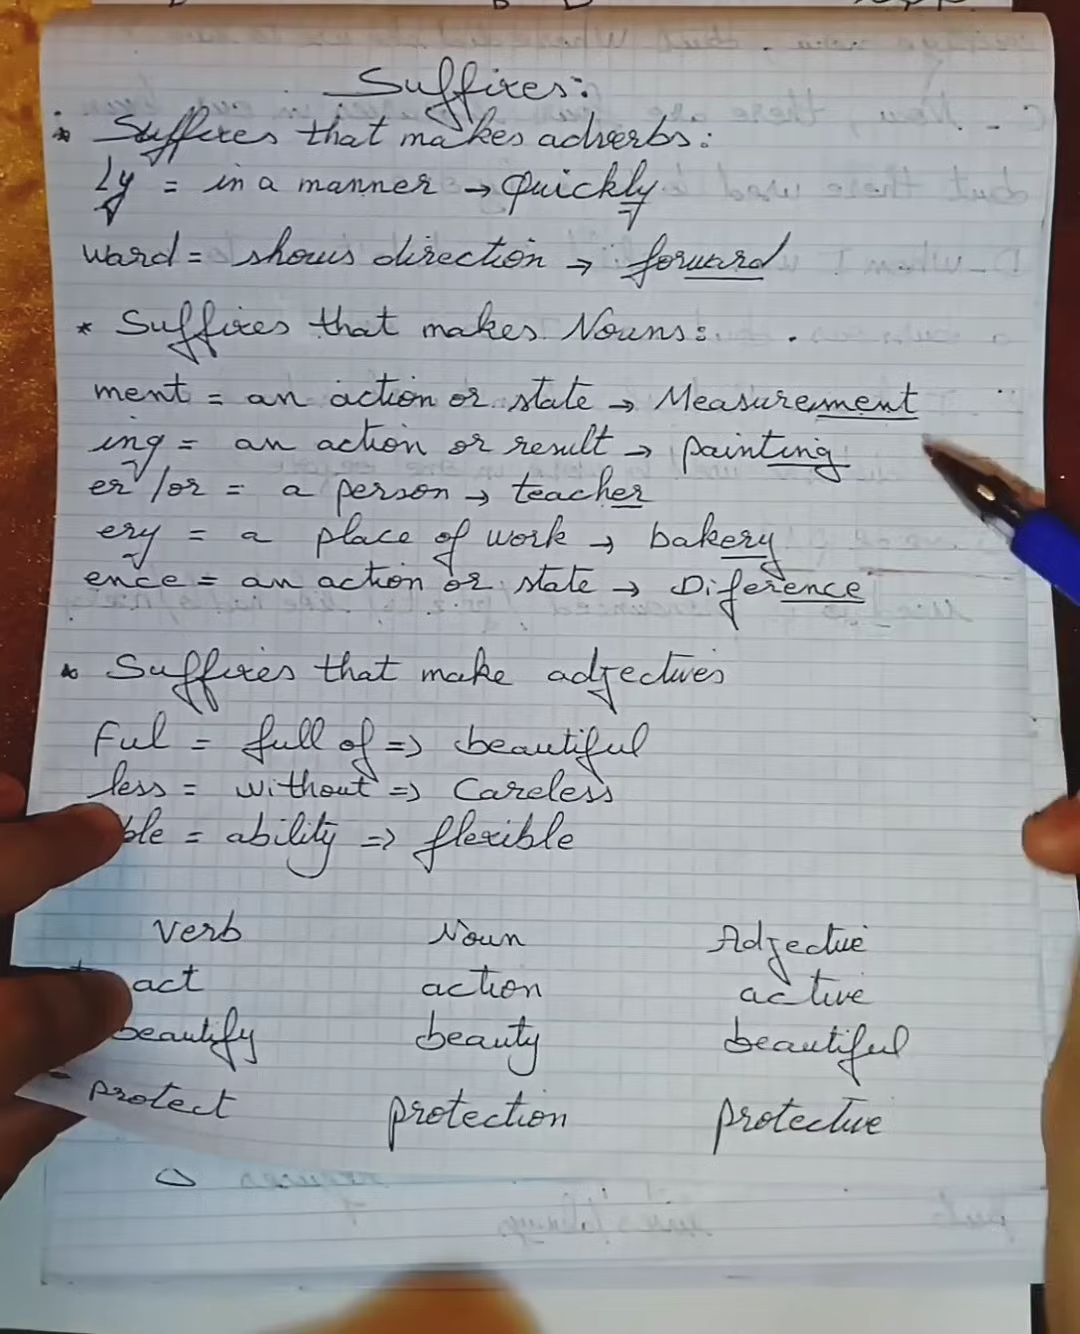 Suffixes:
* Suffixes that makes adverbs:
Ly = in a manner → Quickly
ward = shows direction → forward
* Suffixes that makes Nouns:
ment = an action or state → Measurement
ing = an action or result → painting
er/or = a person → teacher
ery = a place of work → bakery
ence = an action or state → Diference
* Suffixes that make adjectives
Ful = full of => beautiful
less = without => Careless
ble = ability => flexible
Verb Noun Adjective
act action active
beautify beauty beautiful
- protect protection protective